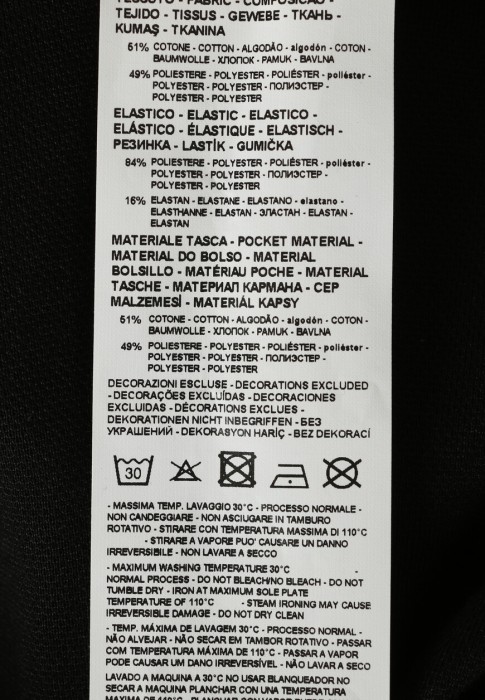 TESSUTO - FABRIC - COMPOSIÇÃO -
TEJIDO - TISSUS - GEWEBE - ТКАНЬ -
KUMAŞ - TKANINA
51% COTONE - COTTON - ALGODÃO - algodón - COTON -
BAUMWOLLE - ХЛОПОК - PAMUK - BAVLNA
49% POLIESTERE - POLYESTER - POLIÉSTER - poliéster -
POLYESTER - POLYESTER - ПОЛИЭСТЕР -
POLYESTER - POLYESTER
ELASTICO - ELASTIC - ELASTICO -
ELÁSTICO - ÉLASTIQUE - ELASTISCH -
РЕЗИНКА - LASTİK - GUMIČKA
84% POLIESTERE - POLYESTER - POLIÉSTER - poliéster -
POLYESTER - POLYESTER - ПОЛИЭСТЕР -
POLYESTER - POLYESTER
16% ELASTAN - ELASTANE - ELASTANO - elastano -
ELASTHANNE - ELASTAN - ЭЛАСТАН - ELASTAN -
ELASTAN
MATERIALE TASCA - POCKET MATERIAL -
MATERIAL DO BOLSO - MATERIAL
BOLSILLO - MATÉRIAU POCHE - MATERIAL
TASCHE - МАТЕРИАЛ КАРМАНА - CEP
MALZEMESİ - MATERIÁL KAPSY
51% COTONE - COTTON - ALGODÃO - algodón - COTON -
BAUMWOLLE - ХЛОПОК - PAMUK - BAVLNA
49% POLIESTERE - POLYESTER - POLIÉSTER - poliéster -
POLYESTER - POLYESTER - ПОЛИЭСТЕР -
POLYESTER - POLYESTER
DECORAZIONI ESCLUSE - DECORATIONS EXCLUDED
- DECORAÇÕES EXCLUÍDAS - DECORACIONES
EXCLUIDAS - DÉCORATIONS EXCLUES -
DEKORATIONEN NICHT INBEGRIFFEN - БЕЗ
УКРАШЕНИЙ - DEKORASYON HARİÇ - BEZ DEKORACÍ
30
- MASSIMA TEMP. LAVAGGIO 30°C - PROCESSO NORMALE -
NON CANDEGGIARE - NON ASCIUGARE IN TAMBURO
ROTATIVO - STIRARE CON TEMPERATURA MASSIMA DI 110°C
- STIRARE A VAPORE PUO' CAUSARE UN DANNO
IRREVERSIBILE - NON LAVARE A SECCO
- MAXIMUM WASHING TEMPERATURE 30°C -
NORMAL PROCESS - DO NOT BLEACHINO BLEACH - DO NOT
TUMBLE DRY - IRON AT MAXIMUM SOLE PLATE
TEMPERATURE OF 110°C - STEAM IRONING MAY CAUSE
IRREVERSIBLE DAMAGE - DO NOT DRY CLEAN
- TEMP. MÁXIMA DE LAVAGEM 30°C - PROCESSO NORMAL -
NÃO ALVEJAR - NÃO SECAR EM TAMBOR ROTATIVO - PASSAR
COM TEMPERATURA MÁXIMA DE 110°C - PASSAR A VAPOR
PODE CAUSAR UM DANO IRREVERSÍVEL - NÃO LAVAR A SECO
LAVADO A MAQUINA A 30°C NO USAR BLANQUEADOR NO
SECAR A MAQUINA PLANCHAR CON UNA TEMPERATURA
MAXIMA DE 110°C